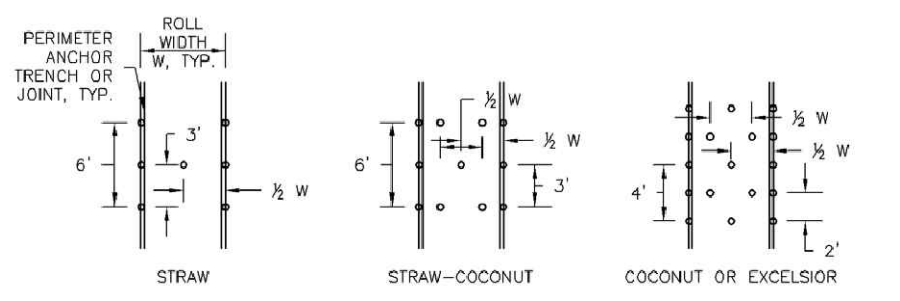 PERIMETER
ANCHOR
TRENCH OR
JOINT, TYP.
ROLL
WIDTH
W, TYP.
6'
3'
½ W
STRAW
½ W
½ W
6'
3'
STRAW-COCONUT
½ W
½ W
4'
2'
COCONUT OR EXCELSIOR